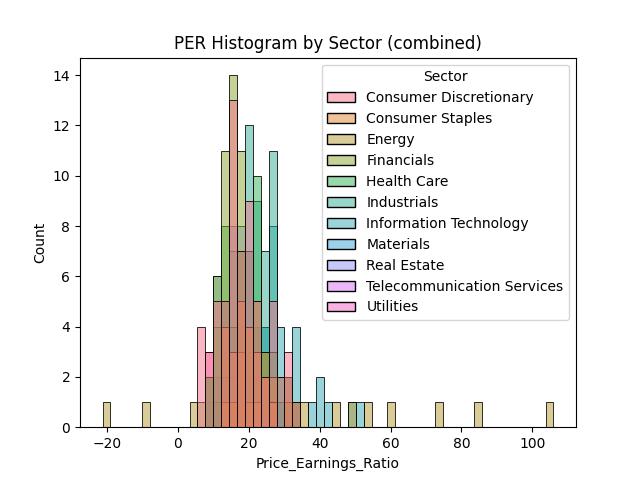 PER Histogram by Sector (combined)
14
12
10
8
6
4
2
0
Count
Sector
Consumer Discretionary
Consumer Staples
Energy
Financials
Health Care
Industrials
Information Technology
Materials
Real Estate
Telecommunication Services
Utilities
−20 0 20 40 60 80 100
Price_Earnings_Ratio